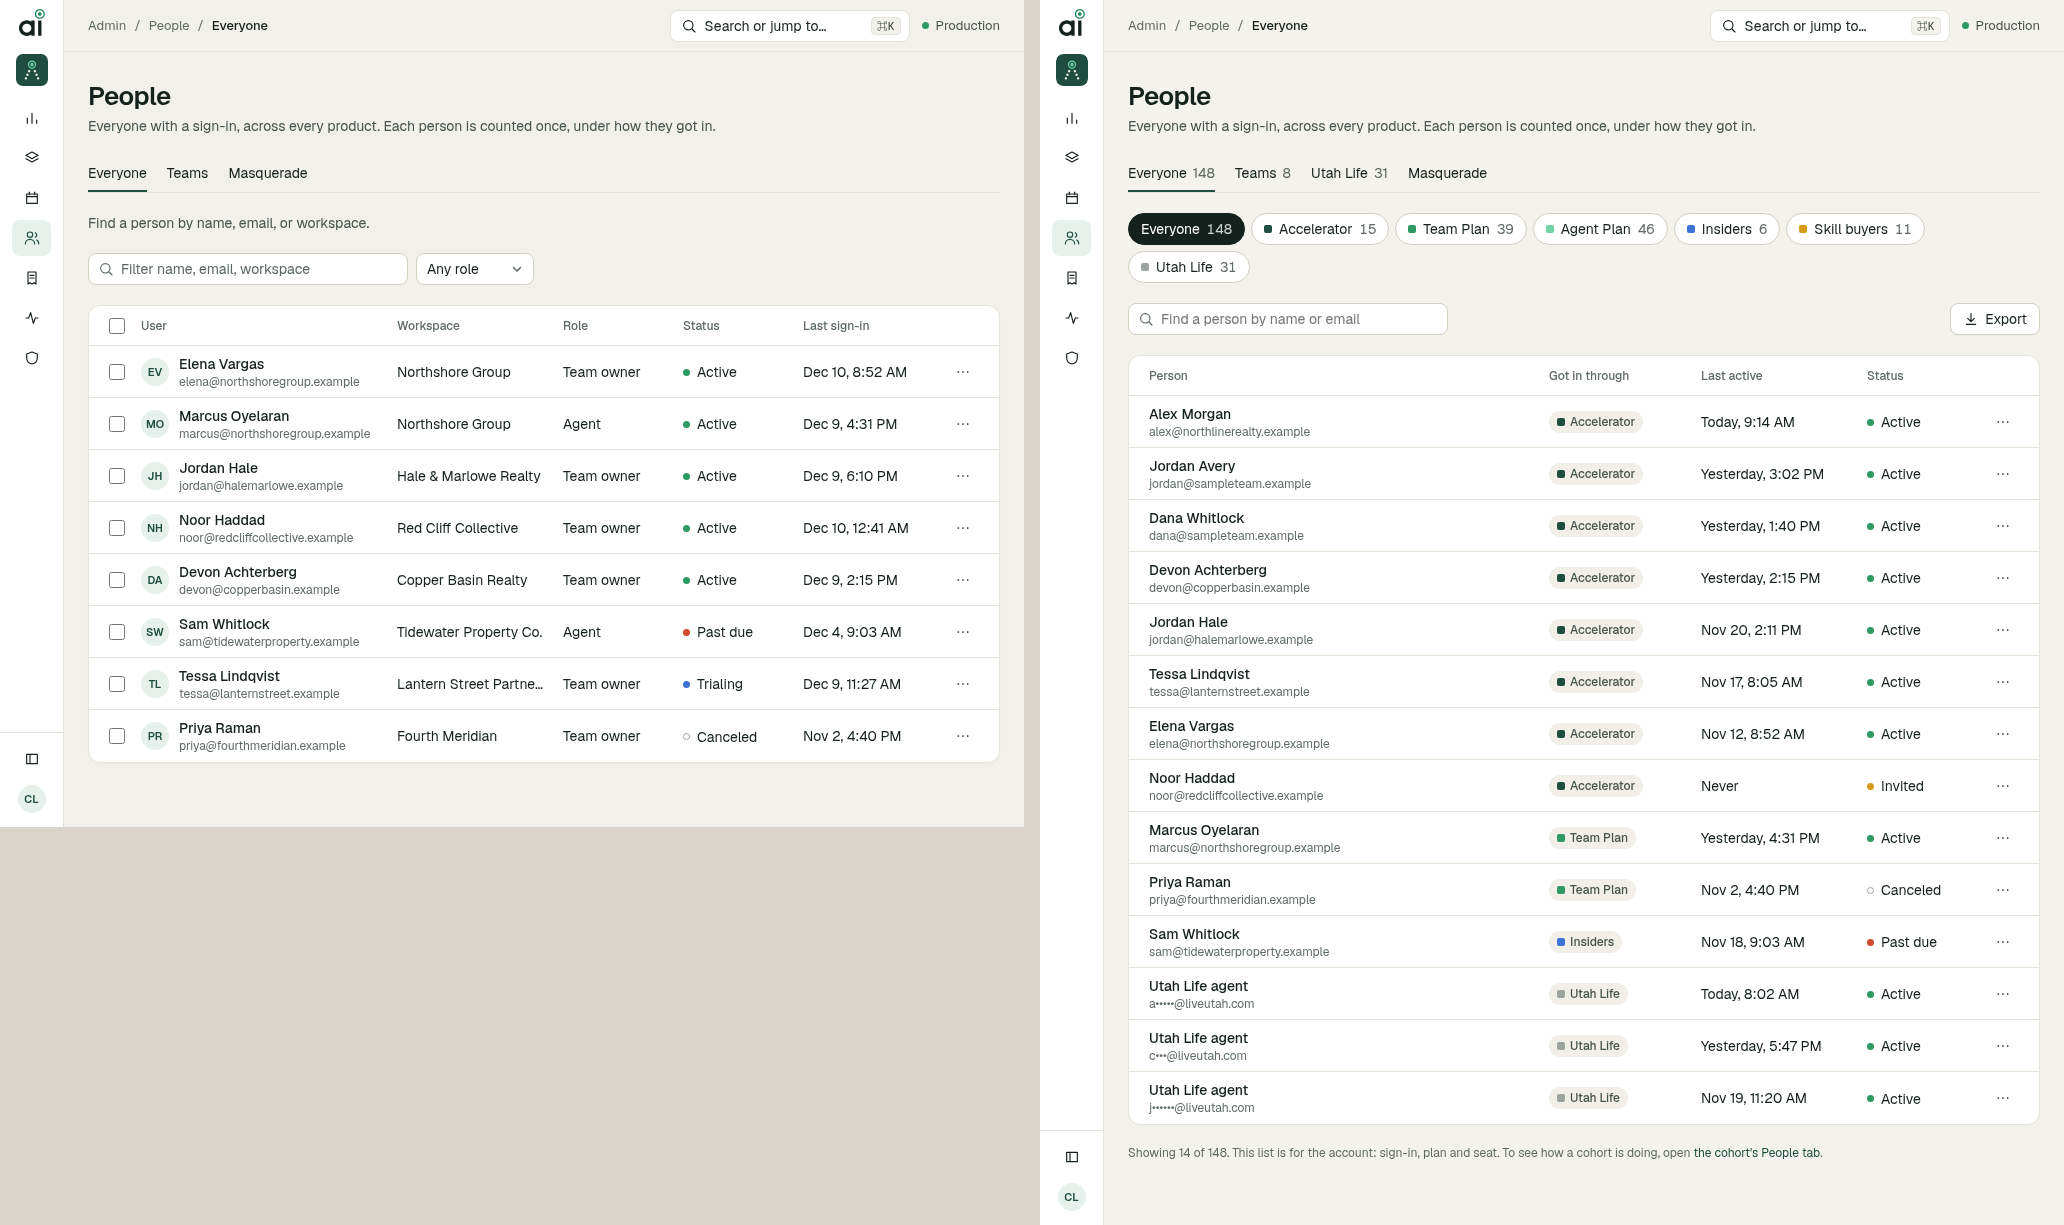 ai
Admin / People / Everyone
Search or jump to...
⌘K
Production
People
Everyone with a sign-in, across every product. Each person is counted once, under how they got in.
Everyone Teams Masquerade
Find a person by name, email, or workspace.
Filter name, email, workspace
Any role
User Workspace Role Status Last sign-in
EV Elena Vargas Northshore Group Team owner Active Dec 10, 8:52 AM
elena@northshoregroup.example
MO Marcus Oyelaran Northshore Group Agent Active Dec 9, 4:31 PM
marcus@northshoregroup.example
JH Jordan Hale Hale & Marlowe Realty Team owner Active Dec 9, 6:10 PM
jordan@halemarlowe.example
NH Noor Haddad Red Cliff Collective Team owner Active Dec 10, 12:41 AM
noor@redcliffcollective.example
DA Devon Achterberg Copper Basin Realty Team owner Active Dec 9, 2:15 PM
devon@copperbasin.example
SW Sam Whitlock Tidewater Property Co. Agent Past due Dec 4, 9:03 AM
sam@tidewaterproperty.example
TL Tessa Lindqvist Lantern Street Partne... Team owner Trialing Dec 9, 11:27 AM
tessa@lanternstreet.example
PR Priya Raman Fourth Meridian Team owner Canceled Nov 2, 4:40 PM
priya@fourthmeridian.example
CL
ai
Admin / People / Everyone
Search or jump to...
⌘K
Production
People
Everyone with a sign-in, across every product. Each person is counted once, under how they got in.
Everyone 148 Teams 8 Utah Life 31 Masquerade
Everyone 148 Accelerator 15 Team Plan 39 Agent Plan 46 Insiders 6 Skill buyers 11
Utah Life 31
Find a person by name or email
Export
Person Got in through Last active Status
Alex Morgan Accelerator Today, 9:14 AM Active
alex@northlinerealty.example
Jordan Avery Accelerator Yesterday, 3:02 PM Active
jordan@sampleteam.example
Dana Whitlock Accelerator Yesterday, 1:40 PM Active
dana@sampleteam.example
Devon Achterberg Accelerator Yesterday, 2:15 PM Active
devon@copperbasin.example
Jordan Hale Accelerator Nov 20, 2:11 PM Active
jordan@halemarlowe.example
Tessa Lindqvist Accelerator Nov 17, 8:05 AM Active
tessa@lanternstreet.example
Elena Vargas Accelerator Nov 12, 8:52 AM Active
elena@northshoregroup.example
Noor Haddad Accelerator Never Invited
noor@redcliffcollective.example
Marcus Oyelaran Team Plan Yesterday, 4:31 PM Active
marcus@northshoregroup.example
Priya Raman Team Plan Nov 2, 4:40 PM Canceled
priya@fourthmeridian.example
Sam Whitlock Insiders Nov 18, 9:03 AM Past due
sam@tidewaterproperty.example
Utah Life agent Utah Life Today, 8:02 AM Active
a•••••@liveutah.com
Utah Life agent Utah Life Yesterday, 5:47 PM Active
c•••@liveutah.com
Utah Life agent Utah Life Nov 19, 11:20 AM Active
j••••••@liveutah.com
Showing 14 of 148. This list is for the account: sign-in, plan and seat. To see how a cohort is doing, open the cohort's People tab.
CL